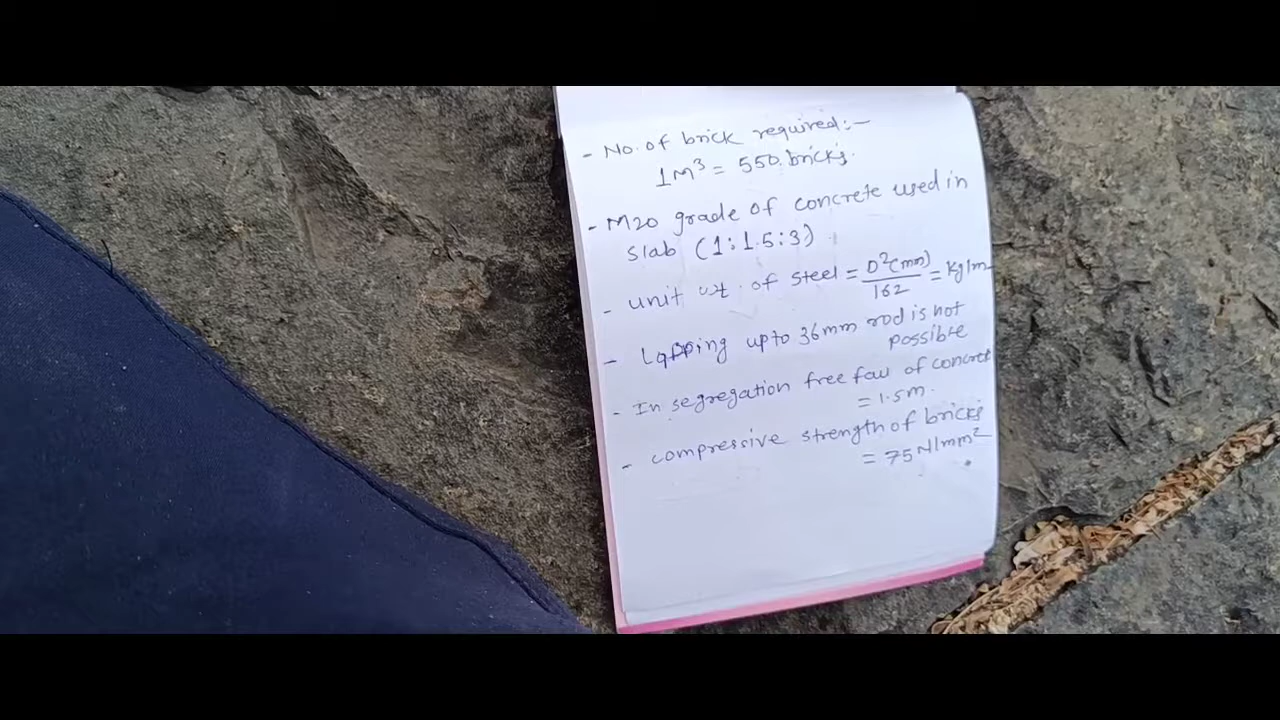 - No. of brick required:-
1M³ = 550 bricks.
- M20 grade of concrete used in
slab (1:1.5:3)
- unit wt. of steel = D²(mm)/162 = Kg/m
- Lapping upto 36mm rod is not
possible
- In segregation free faw of concrete
= 1.5m.
- compressive strength of bricks
= 75 N/mm²